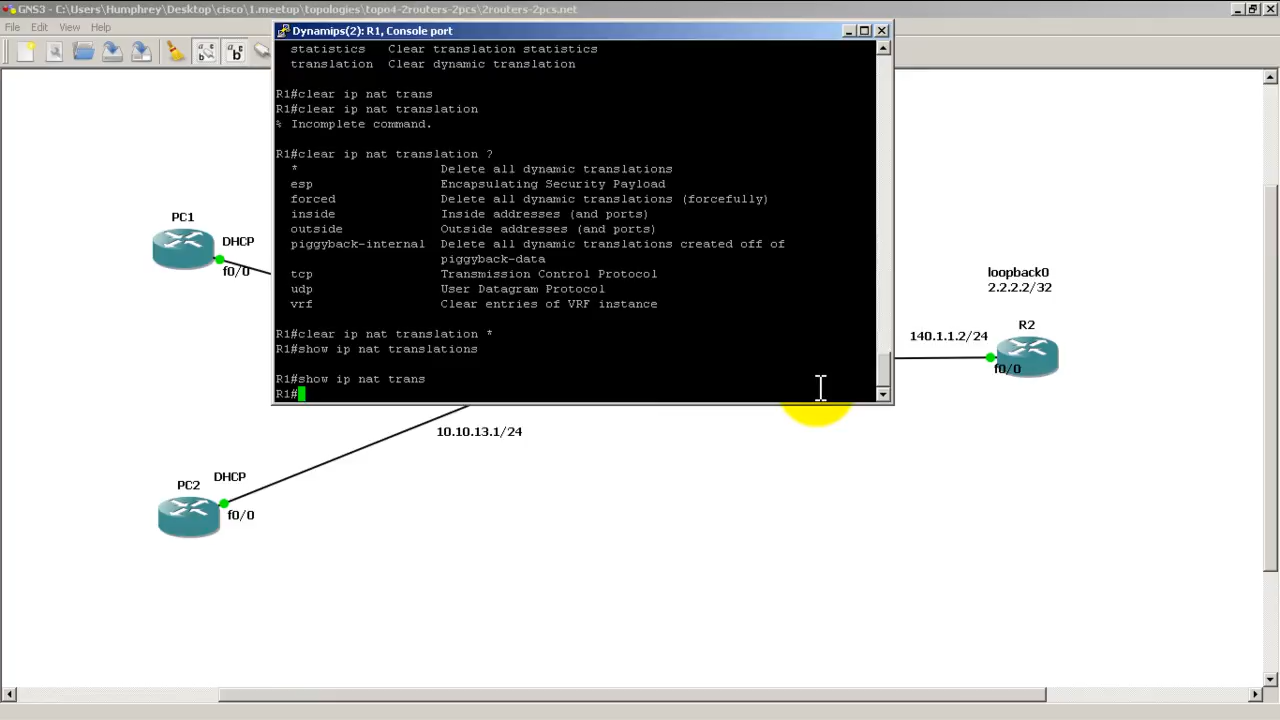 GNS3 - C:\Users\Humphrey\Desktop\cisco\1.meetup\topologies\topo4-2routers-2pcs\2routers-2pcs.net
File Edit View Help
Dynamips(2): R1, Console port
statistics Clear translation statistics
translation Clear dynamic translation
R1#clear ip nat trans
R1#clear ip nat translation
% Incomplete command.
R1#clear ip nat translation ?
* Delete all dynamic translations
esp Encapsulating Security Payload
forced Delete all dynamic translations (forcefully)
inside Inside addresses (and ports)
outside Outside addresses (and ports)
piggyback-internal Delete all dynamic translations created off of
piggyback-data
tcp Transmission Control Protocol
udp User Datagram Protocol
vrf Clear entries of VRF instance
R1#clear ip nat translation *
R1#show ip nat translations
R1#show ip nat trans
R1#
PC1
DHCP
f0/0
loopback0
2.2.2.2/32
R2
140.1.1.2/24
f0/0
10.10.13.1/24
DHCP
PC2
f0/0